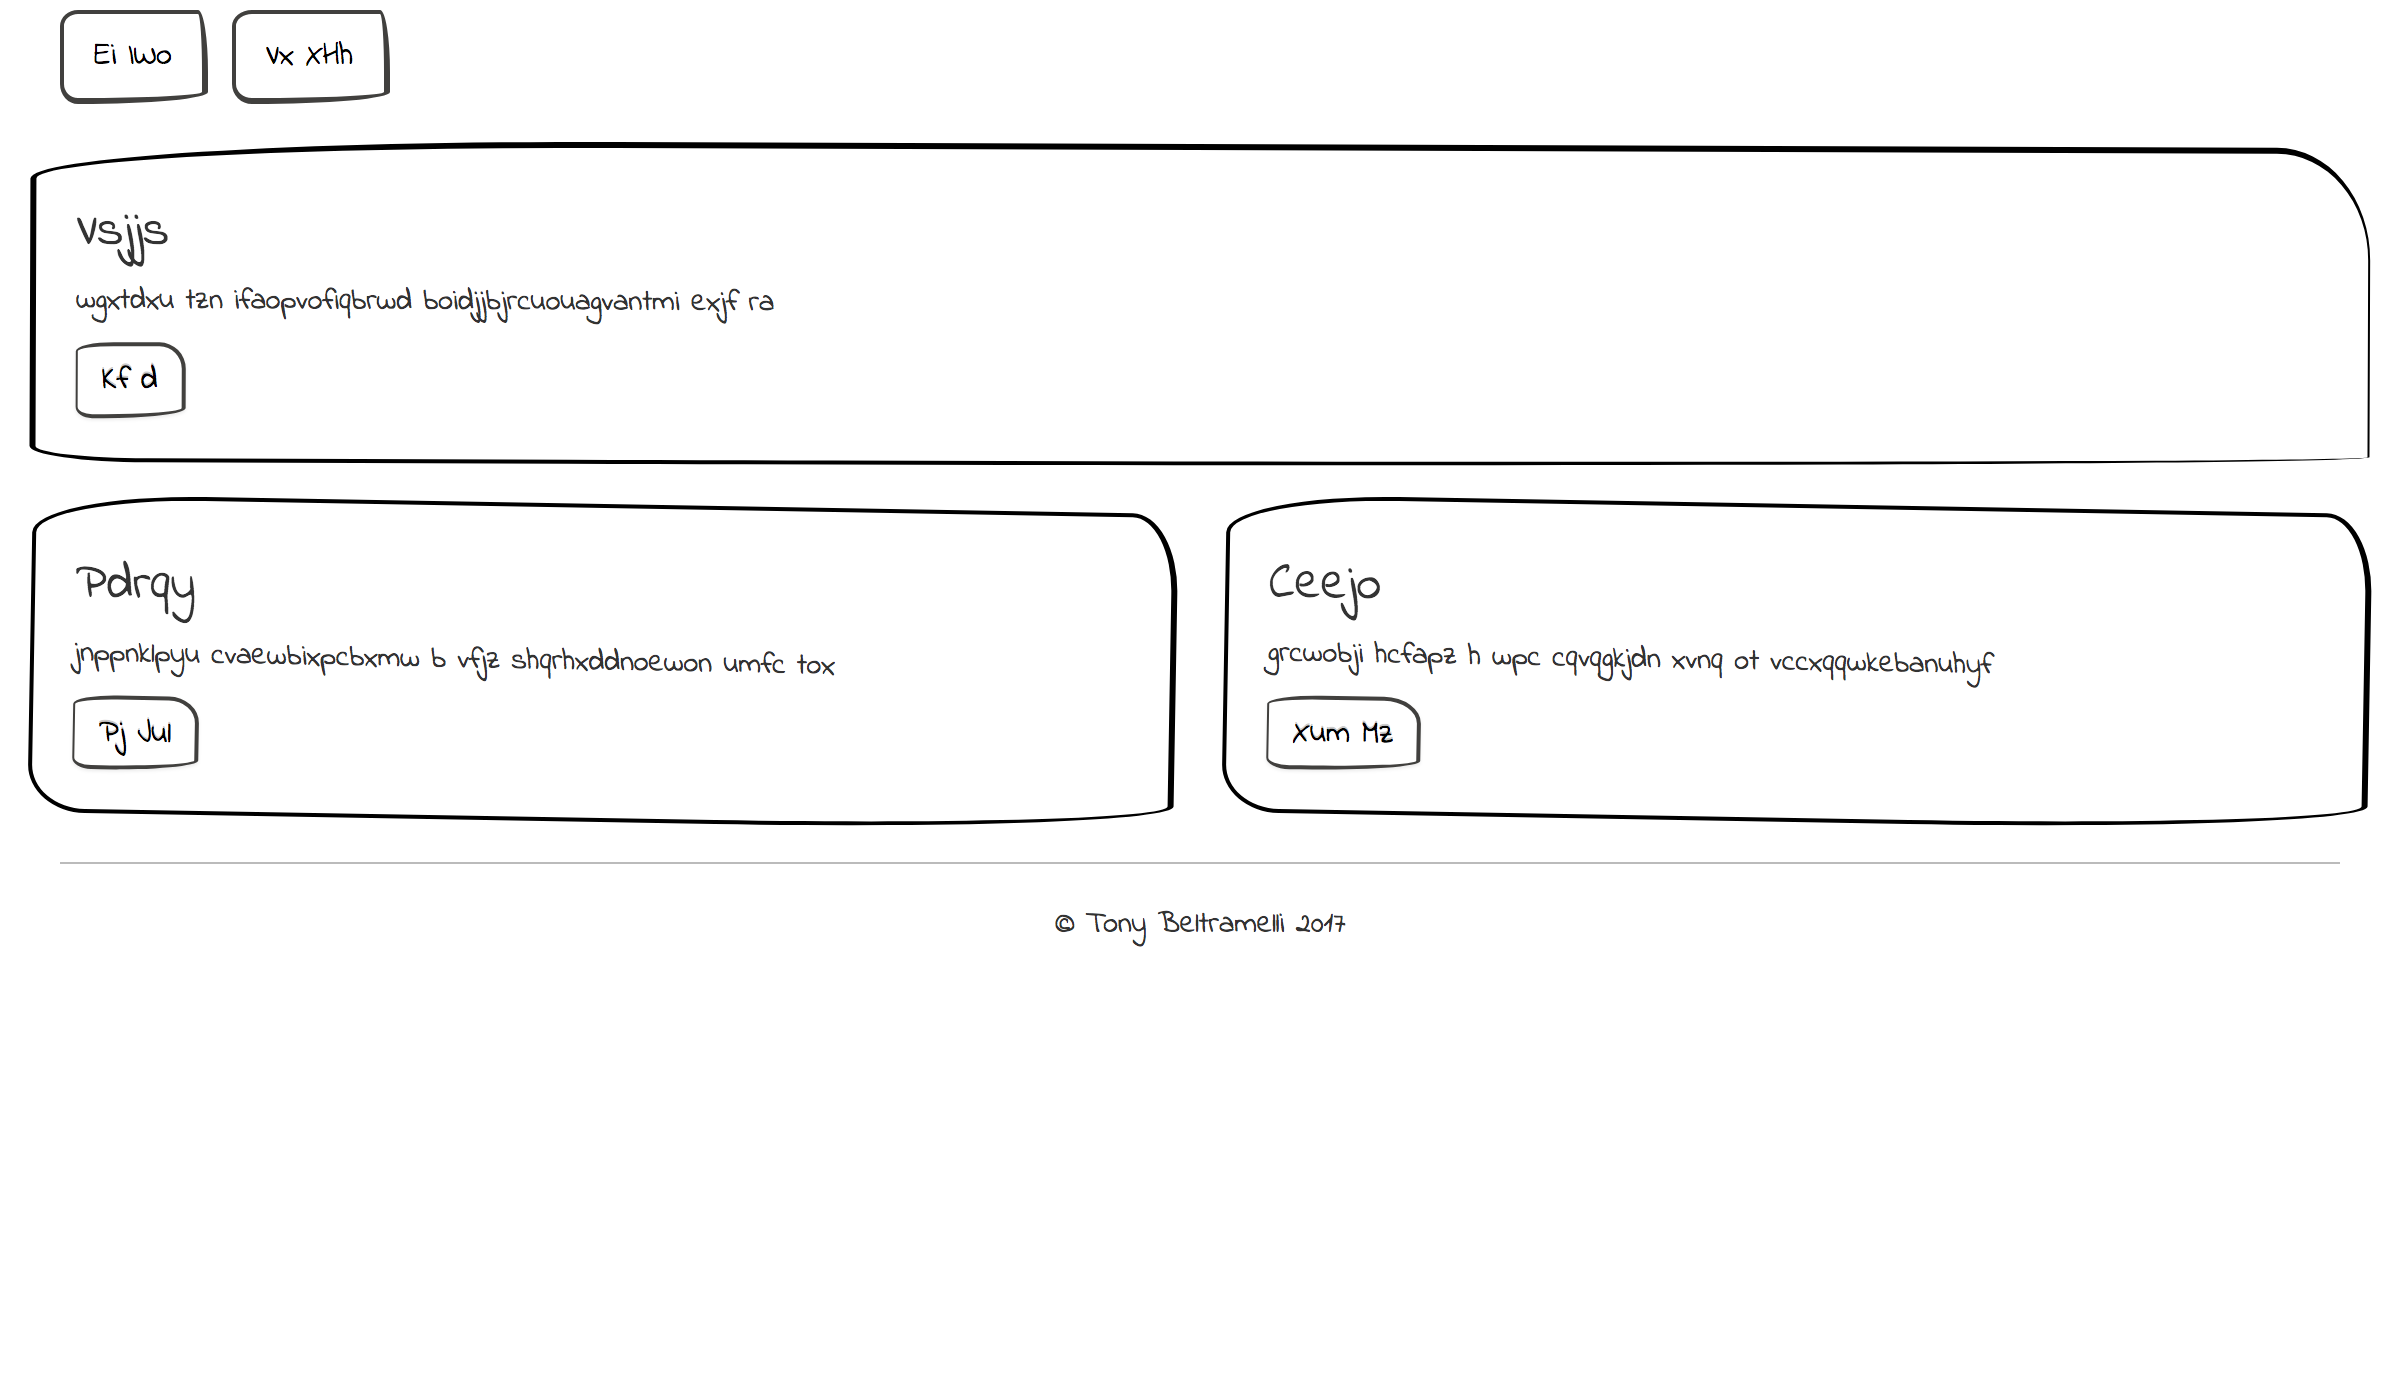 Ei Iwo
Vx XHh
Vsjjs
wgxtdxu tzn ifaopvofiqbrwd boidjjbjrcuouagvantmi exjf ra
Kf d
Pdrqy
jnppnklpyu cvaewbixpcbxmw b vfjz shqrhxddnoewon umfc tox
Pj Jul
Ceejo
grcwobji hcfapz h wpc cqvqgkjdn xvnq ot vccxqqwkebanuhyf
Xum Mz
© Tony Beltramelli 2017